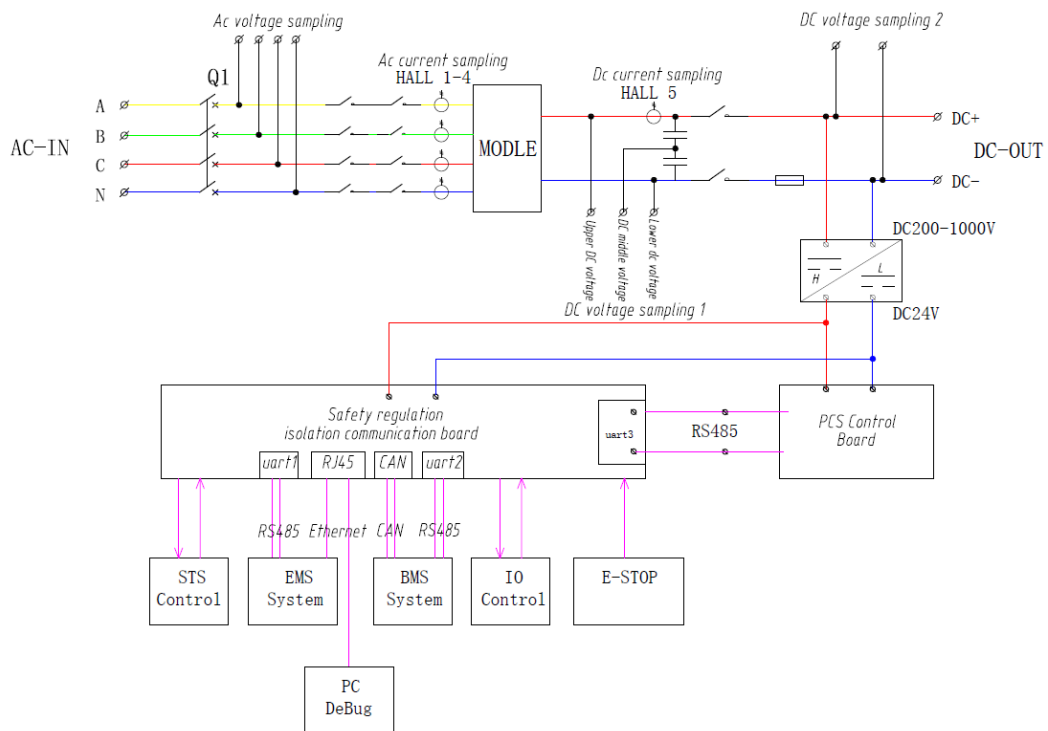 Ac voltage sampling
DC voltage sampling 2
Ac current sampling
HALL 1-4
Dc current sampling
HALL 5
Q1
A
B
C
N
AC-IN
MODLE
DC+
DC-
DC-OUT
Upper DC voltage
DC middle voltage
Lower dc voltage
DC voltage sampling 1
DC200-1000V
H
L
DC24V
Safety regulation
isolation communication board
uart1
RJ45
CAN
uart2
uart3
RS485
PCS Control
Board
RS485
Ethernet
CAN
RS485
STS
Control
EMS
System
BMS
System
IO
Control
E-STOP
PC
DeBug